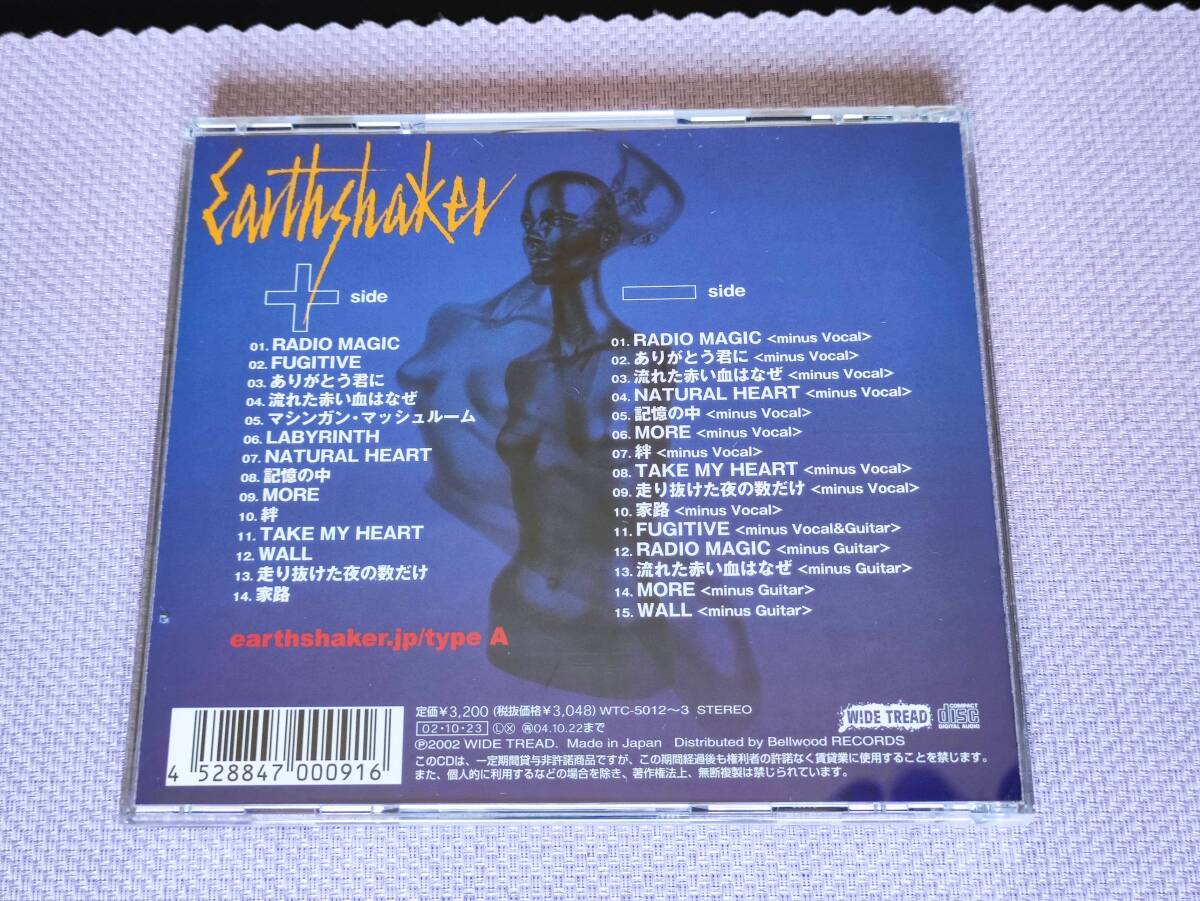 Earthshaker
side
01. RADIO MAGIC
02. FUGITIVE
03. ありがとう君に
04. 流れた赤い血はなぜ
05. マシンガン・マッシュルーム
06. LABYRINTH
07. NATURAL HEART
08. 記憶の中
09. MORE
10. 絆
11. TAKE MY HEART
12. WALL
13. 走り抜けた夜の数だけ
14. 家路
earthshaker.jp/type A
side
01. RADIO MAGIC <minus Vocal>
02. ありがとう君に <minus Vocal>
03. 流れた赤い血はなぜ <minus Vocal>
04. NATURAL HEART <minus Vocal>
05. 記憶の中 <minus Vocal>
06. MORE <minus Vocal>
07. 絆 <minus Vocal>
08. TAKE MY HEART <minus Vocal>
09. 走り抜けた夜の数だけ <minus Vocal>
10. 家路 <minus Vocal>
11. FUGITIVE <minus Vocal&Guitar>
12. RADIO MAGIC <minus Guitar>
13. 流れた赤い血はなぜ <minus Guitar>
14. MORE <minus Guitar>
15. WALL <minus Guitar>
4 528847 000916
定価¥3,200 (税抜価格¥3,048) WTC-5012〜3 STEREO
02・10・23 Ⓛ Ⓧ 再 04.10.22まで
℗2002 WIDE TREAD. Made in Japan Distributed by Bellwood RECORDS
このCDは、一定期間貸与非許諾商品ですが、この期間経過後も権利者の許諾なく賃貸業に使用することを禁じます。
また、個人的に利用するなどの場合を除き、著作権法上、無断複製は禁じられています。
WIDE TREAD
COMPACT
disc
DIGITAL AUDIO